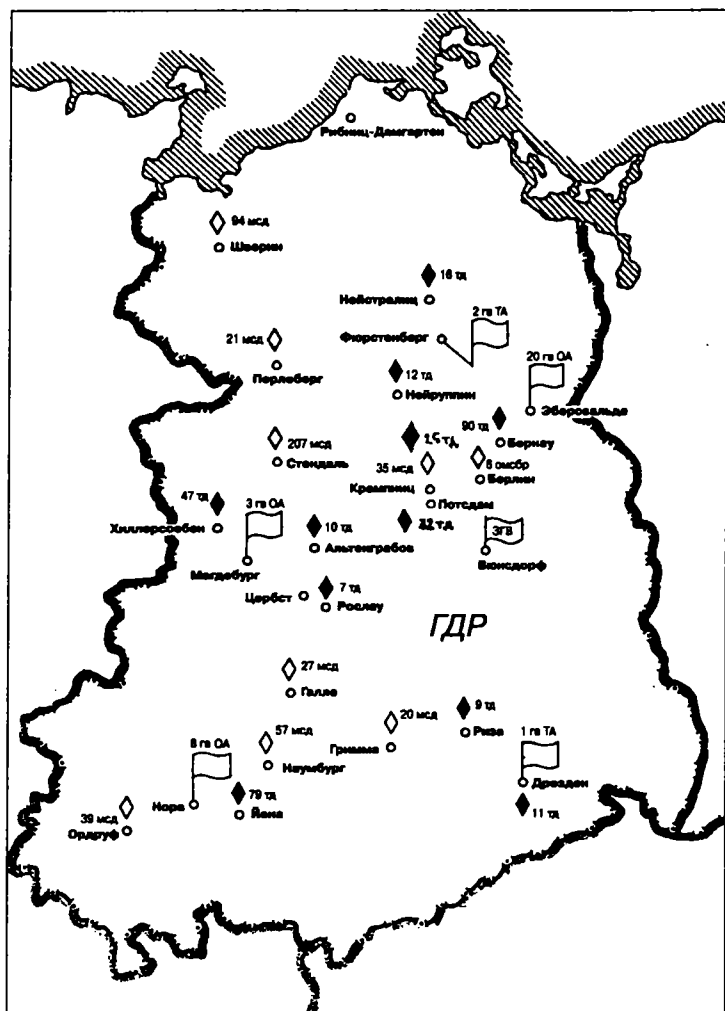 Рибниц-Дамгартен
94 мсд
Шверин
16 тд
Нойстралиц
2 гв ТА
Фюрстенберг
21 мсд
Перлеберг
20 гв ОА
12 тд
Нойруппин
Эберсвальде
90 тд
Бернау
207 мсд
Стендаль
1,5 тд,
35 мсд
6 омсбр
Берлин
Крампниц
Потсдам
47 тд
Хиллерслебен
3 гв ОА
10 тд
Альтенграбов
32 тд
ЗГВ
Вюнсдорф
Магдебург
Цербст
7 тд
Рослау
ГДР
27 мсд
Галле
20 мсд
Гримма
9 тд
Риза
8 гв ОА
57 мсд
Наумбург
1 гв ТА
Дрезден
39 мсд
Ордруф
Нора
79 тд
Йена
11 тд